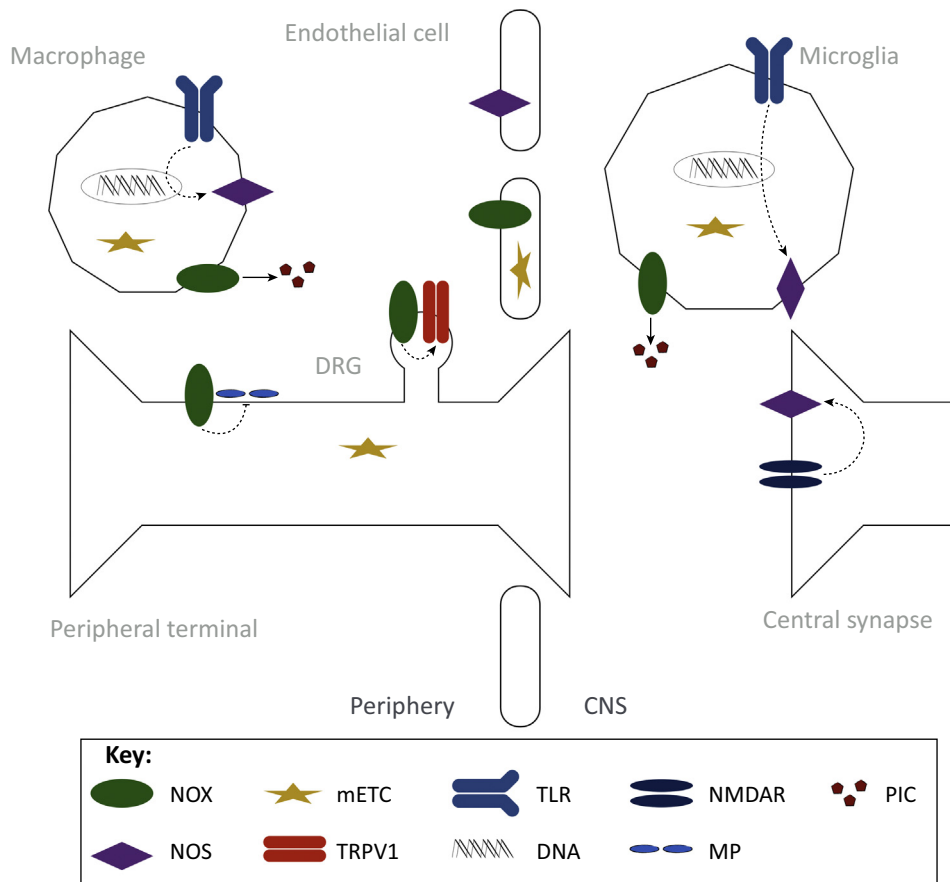 Endothelial cell
Macrophage
Microglia
DRG
Peripheral terminal
Central synapse
Periphery
CNS
Key:
NOX
mETC
TLR
NMDAR
PIC
NOS
TRPV1
DNA
MP